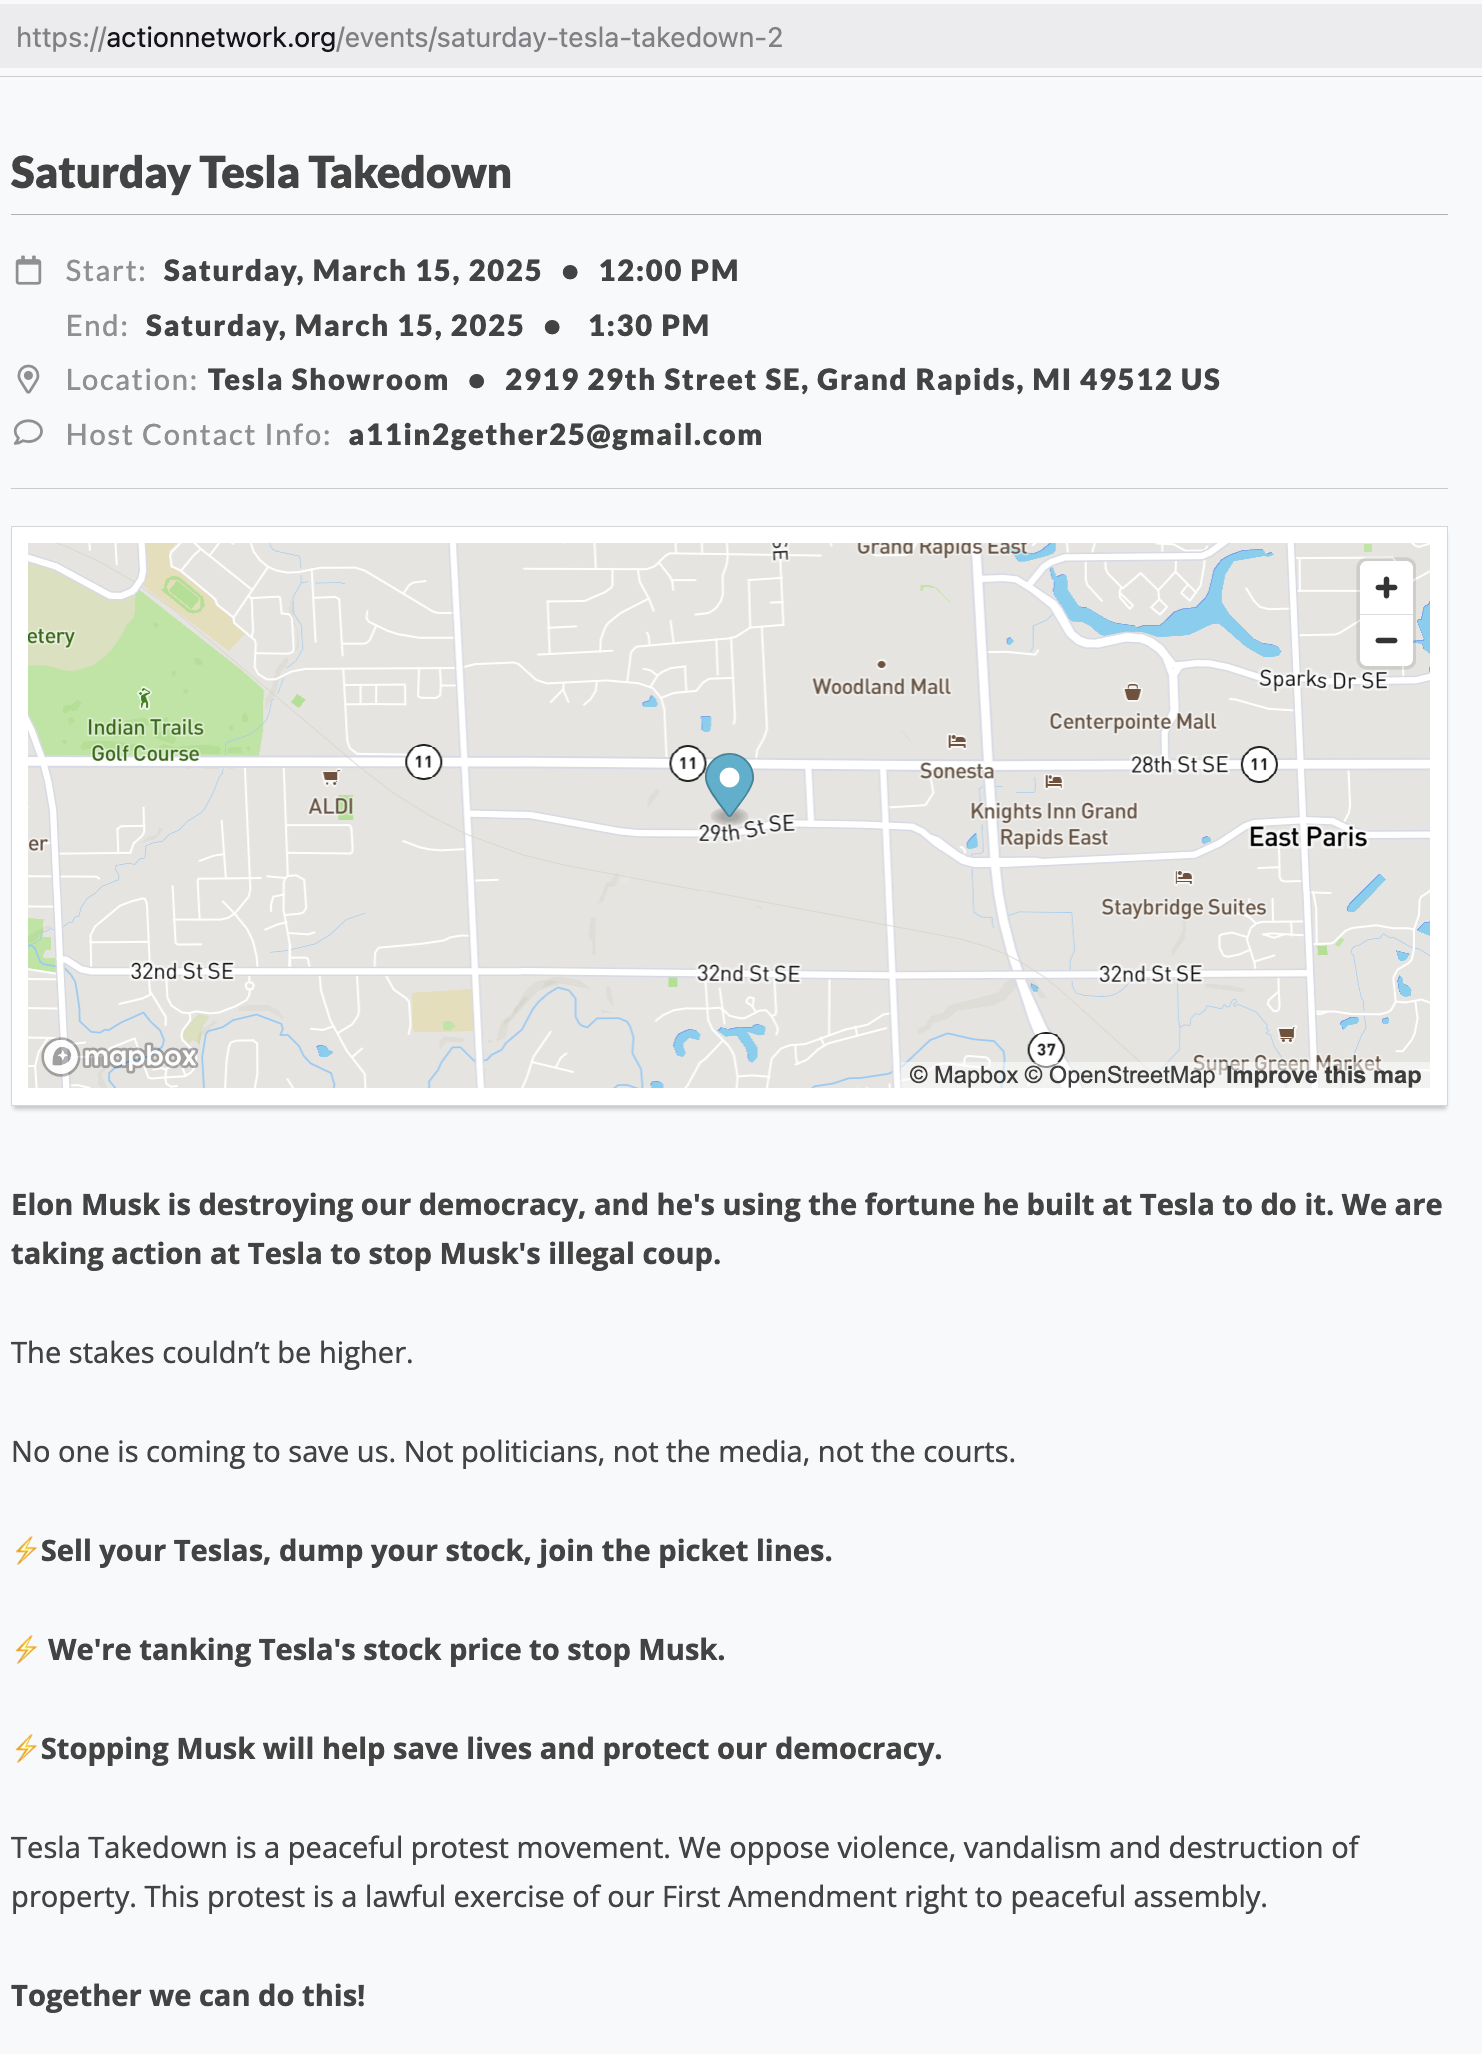 https://actionnetwork.org/events/saturday-tesla-takedown-2
Saturday Tesla Takedown
Start: Saturday, March 15, 2025 ● 12:00 PM
End: Saturday, March 15, 2025 ● 1:30 PM
Location: Tesla Showroom ● 2919 29th Street SE, Grand Rapids, MI 49512 US
Host Contact Info: a11in2gether25@gmail.com
SE
Grand Rapids East
+
−
etery
Woodland Mall
Sparks Dr SE
Indian Trails
Golf Course
Centerpointe Mall
11
11
Sonesta
28th St SE
11
ALDI
Knights Inn Grand
Rapids East
29th St SE
East Paris
er
Staybridge Suites
32nd St SE
32nd St SE
32nd St SE
37
mapbox
Super Green Market
© Mapbox © OpenStreetMap Improve this map
Elon Musk is destroying our democracy, and he's using the fortune he built at Tesla to do it. We are
taking action at Tesla to stop Musk's illegal coup.
The stakes couldn’t be higher.
No one is coming to save us. Not politicians, not the media, not the courts.
⚡Sell your Teslas, dump your stock, join the picket lines.
⚡ We're tanking Tesla's stock price to stop Musk.
⚡Stopping Musk will help save lives and protect our democracy.
Tesla Takedown is a peaceful protest movement. We oppose violence, vandalism and destruction of
property. This protest is a lawful exercise of our First Amendment right to peaceful assembly.
Together we can do this!